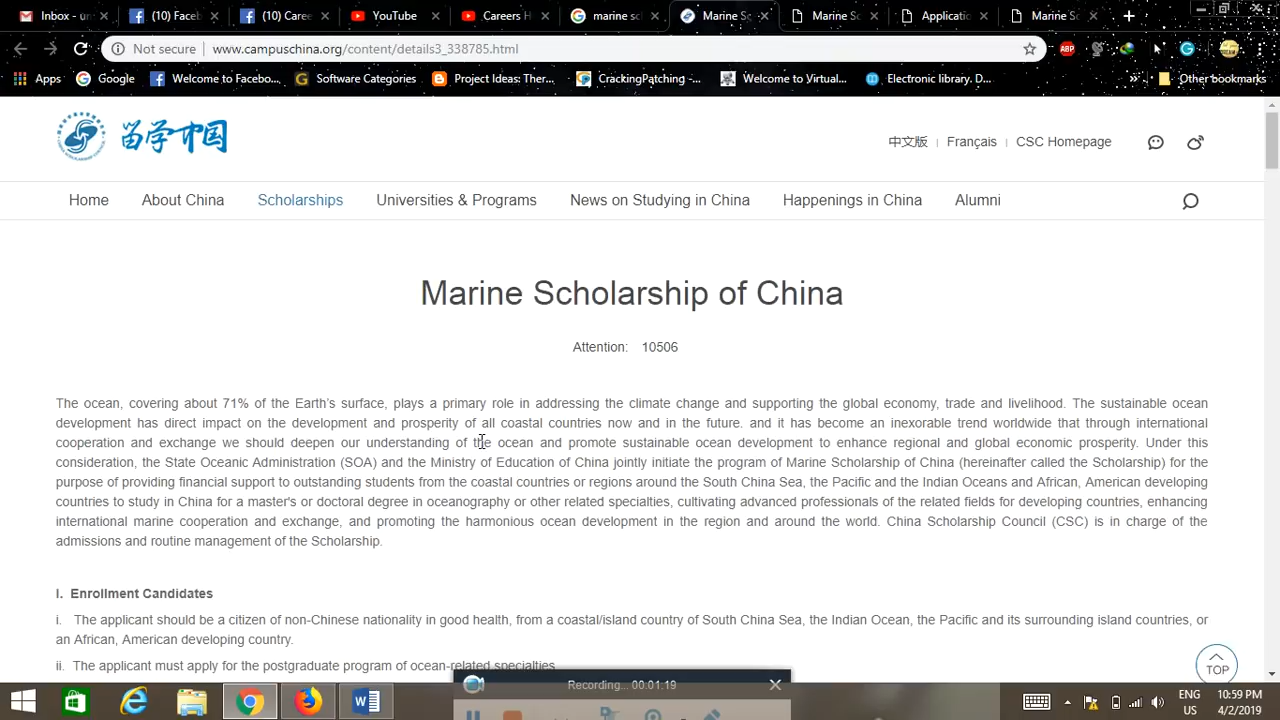 Inbox - un
(10) Faceb
(10) Caree
YouTube
Careers H
marine sch
Marine Sc
Marine Sc
Applicatio
Marine Sc
Not secure
www.campuschina.org/content/details3_338785.html
ABP
Apps
Google
Welcome to Facebo...
Software Categories
Project Ideas: Ther...
CrackingPatching -...
Welcome to Virtual...
Electronic library. D...
»
Other bookmarks
留学中国
中文版
Français
CSC Homepage
Home
About China
Scholarships
Universities & Programs
News on Studying in China
Happenings in China
Alumni
Marine Scholarship of China
Attention: 10506
The ocean, covering about 71% of the Earth's surface, plays a primary role in addressing the climate change and supporting the global economy, trade and livelihood. The sustainable ocean
development has direct impact on the development and prosperity of all coastal countries now and in the future. and it has become an inexorable trend worldwide that through international
cooperation and exchange we should deepen our understanding of the ocean and promote sustainable ocean development to enhance regional and global economic prosperity. Under this
consideration, the State Oceanic Administration (SOA) and the Ministry of Education of China jointly initiate the program of Marine Scholarship of China (hereinafter called the Scholarship) for the
purpose of providing financial support to outstanding students from the coastal countries or regions around the South China Sea, the Pacific and the Indian Oceans and African, American developing
countries to study in China for a master's or doctoral degree in oceanography or other related specialties, cultivating advanced professionals of the related fields for developing countries, enhancing
international marine cooperation and exchange, and promoting the harmonious ocean development in the region and around the world. China Scholarship Council (CSC) is in charge of the
admissions and routine management of the Scholarship.
I. Enrollment Candidates
i. The applicant should be a citizen of non-Chinese nationality in good health, from a coastal/island country of South China Sea, the Indian Ocean, the Pacific and its surrounding island countries, or
an African, American developing country.
ii. The applicant must apply for the postgraduate program of ocean-related specialties
TOP
Recording... 00:01:19
ENG
US
10:59 PM
4/2/2019